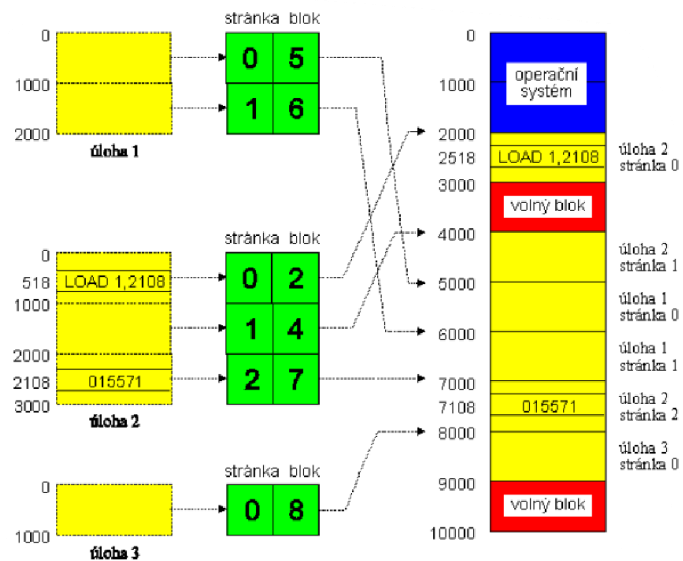 stránka blok
0
1000
2000
úloha 1
0 5
1 6
stránka blok
0
518 LOAD 1,2108
1000
2000
2108 015571
3000
úloha 2
0 2
1 4
2 7
stránka blok
0
1000
úloha 3
0 8
0
operační
systém
1000
2000
2518 LOAD 1,2108
úloha 2
stránka 0
3000
volný blok
4000
úloha 2
stránka 1
5000
úloha 1
stránka 0
6000
úloha 1
stránka 1
7000
7108 015571
úloha 2
stránka 2
8000
úloha 3
stránka 0
9000
volný blok
10000